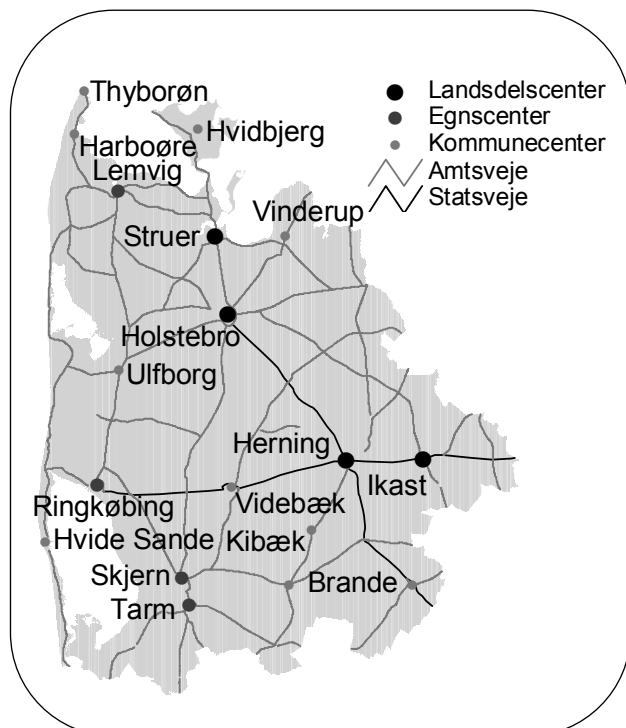 Thyborøn
Hvidbjerg
Harboøre
Lemvig
Vinderup
Struer
Holstebro
Ulfborg
Herning
Ikast
Ringkøbing
Videbæk
Hvide Sande
Kibæk
Skjern
Brande
Tarm
Landsdelscenter
Egnscenter
Kommunecenter
Amtsveje
Statsveje